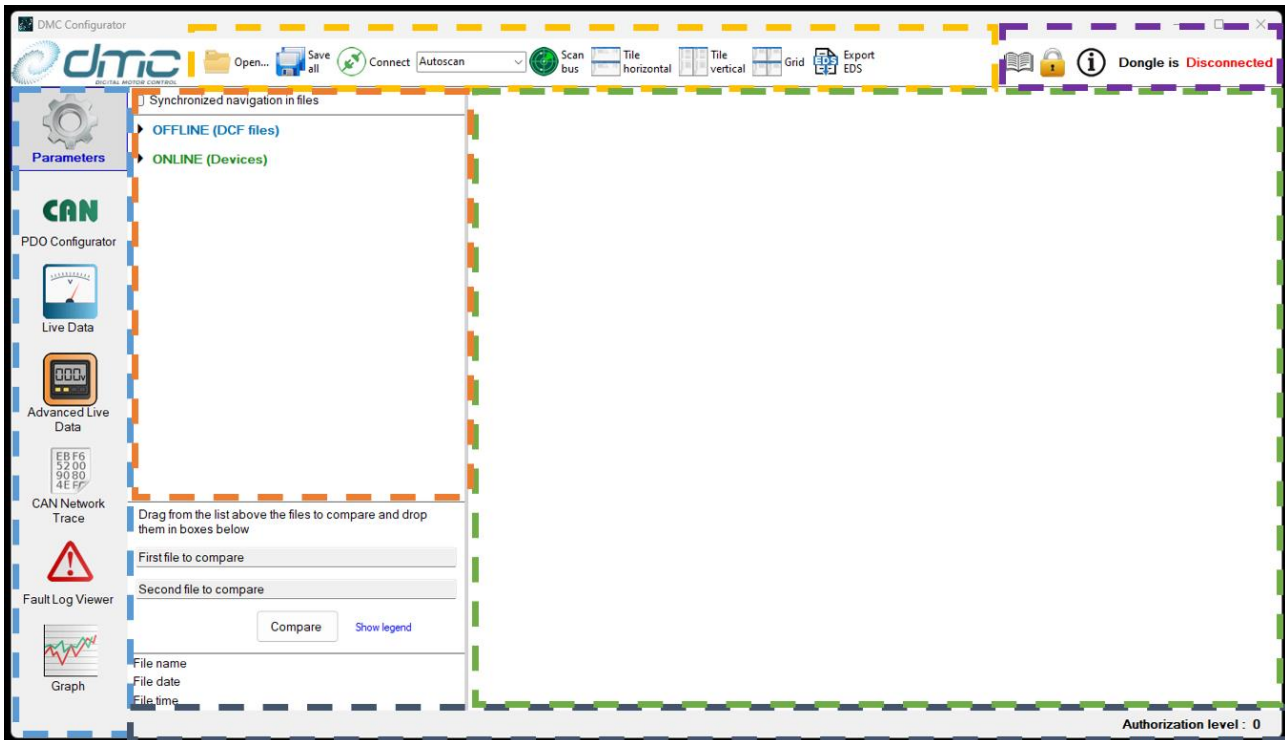 DMC Configurator
dmc
DIGITAL MOTOR CONTROL
Open...
Save
all
Connect
Autoscan
Scan
bus
Tile
horizontal
Tile
vertical
Grid
EDS
Export
EDS
i
Dongle is Disconnected
Parameters
CAN
PDO Configurator
V
Live Data
000v
Advanced Live
Data
EBF6
5200
9080
4EFC
CAN Network
Trace
Fault Log Viewer
Graph
Synchronized navigation in files
OFFLINE (DCF files)
ONLINE (Devices)
Drag from the list above the files to compare and drop
them in boxes below
First file to compare
Second file to compare
Compare
Show legend
File name
File date
File time
Authorization level : 0